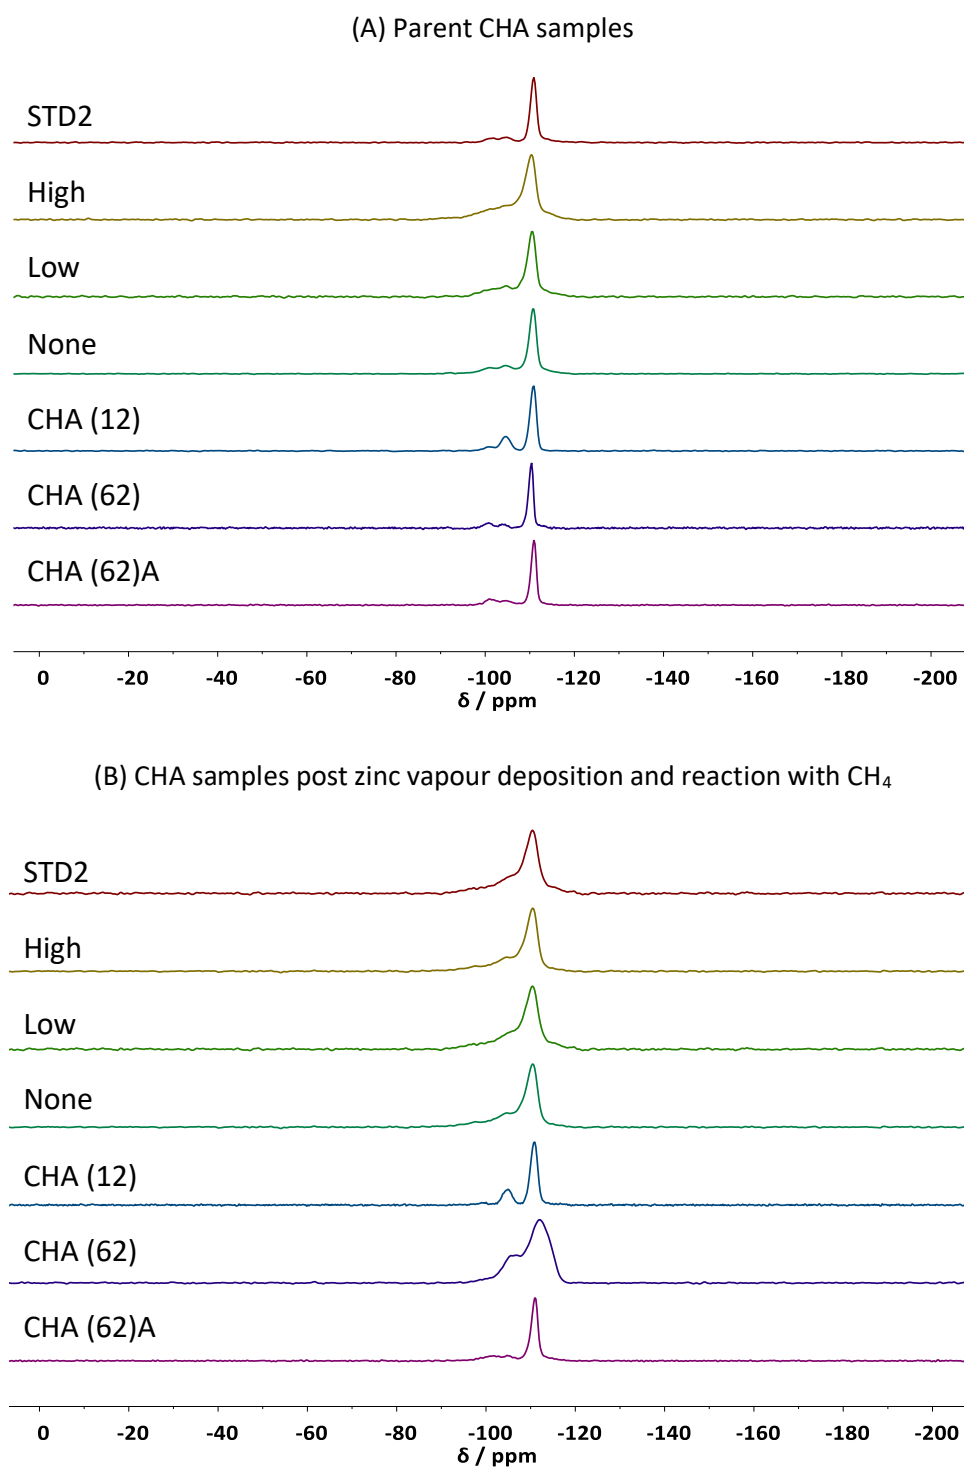 (A) Parent CHA samples
STD2
High
Low
None
CHA (12)
CHA (62)
CHA (62)A
0 -20 -40 -60 -80 -100 -120 -140 -160 -180 -200
δ / ppm
(B) CHA samples post zinc vapour deposition and reaction with CH₄
STD2
High
Low
None
CHA (12)
CHA (62)
CHA (62)A
0 -20 -40 -60 -80 -100 -120 -140 -160 -180 -200
δ / ppm